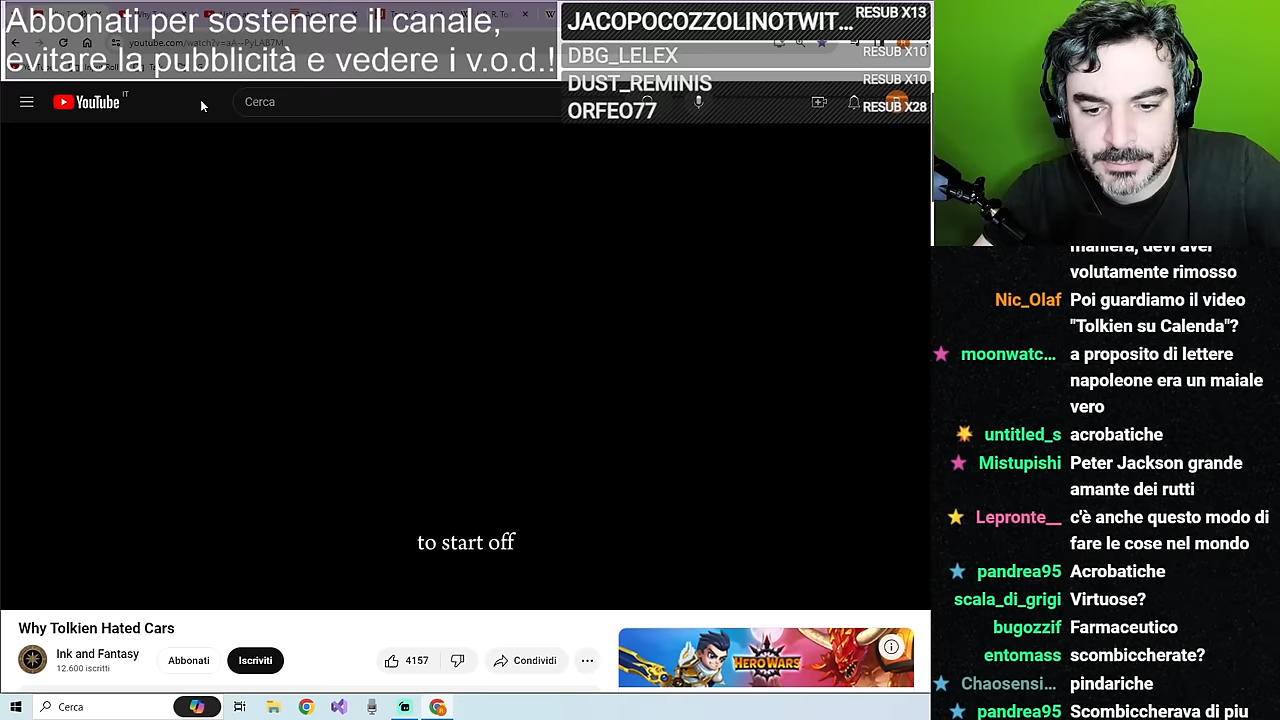 Abbonati per sostenere il canale,
evitare la pubblicità e vedere i v.o.d.!
JACOPOCOZZOLINOTWIT... RESUB X13
DBG_LELEX RESUB X10
DUST_REMINIS RESUB X10
ORFEO77 RESUB X28
YouTube IT
Cerca
to start off
Why Tolkien Hated Cars
Ink and Fantasy
12.600 iscritti
Abbonati
Iscriviti
4157
Condividi
HERO WARS
Cerca
maniera, devi aver
volutamente rimosso
Nic_Olaf Poi guardiamo il video
"Tolkien su Calenda"?
moonwatc... a proposito di lettere
napoleone era un maiale
vero
untitled_s acrobatiche
Mistupishi Peter Jackson grande
amante dei rutti
Lepronte__ c'è anche questo modo di
fare le cose nel mondo
pandrea95 Acrobatiche
scala_di_grigi Virtuose?
bugozzif Farmaceutico
entomass scombiccherate?
Chaosensi... pindariche
pandrea95 Scombiccherava di piu